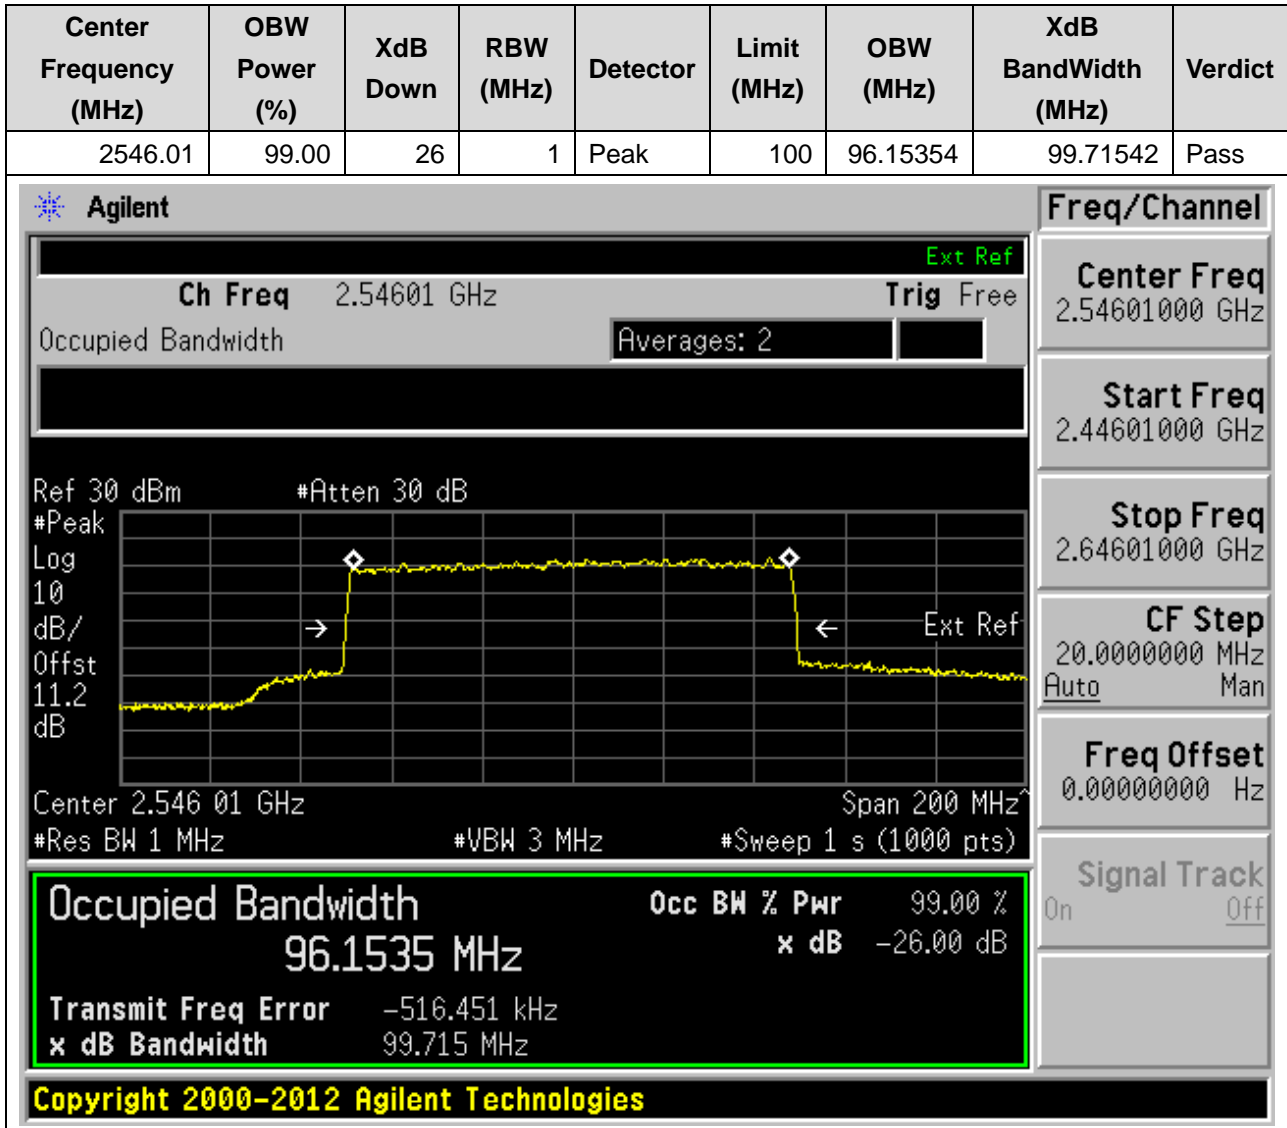 Center Frequency (MHz) OBW Power (%) XdB Down RBW (MHz) Detector Limit (MHz) OBW (MHz) XdB BandWidth (MHz) Verdict
2546.01 99.00 26 1 Peak 100 96.15354 99.71542 Pass
Agilent
Freq/Channel
Ext Ref
Ch Freq 2.54601 GHz Trig Free
Occupied Bandwidth Averages: 2
Center Freq
2.54601000 GHz
Start Freq
2.44601000 GHz
Stop Freq
2.64601000 GHz
CF Step
20.0000000 MHz
Auto Man
Freq Offset
0.00000000 Hz
Signal Track
On Off
Ref 30 dBm #Atten 30 dB
#Peak
Log
10
dB/
Offst
11.2
dB
Ext Ref
Center 2.546 01 GHz Span 200 MHz^
#Res BW 1 MHz #VBW 3 MHz #Sweep 1 s (1000 pts)
Occupied Bandwidth
96.1535 MHz
Occ BW % Pwr 99.00 %
x dB -26.00 dB
Transmit Freq Error -516.451 kHz
x dB Bandwidth 99.715 MHz
Copyright 2000-2012 Agilent Technologies